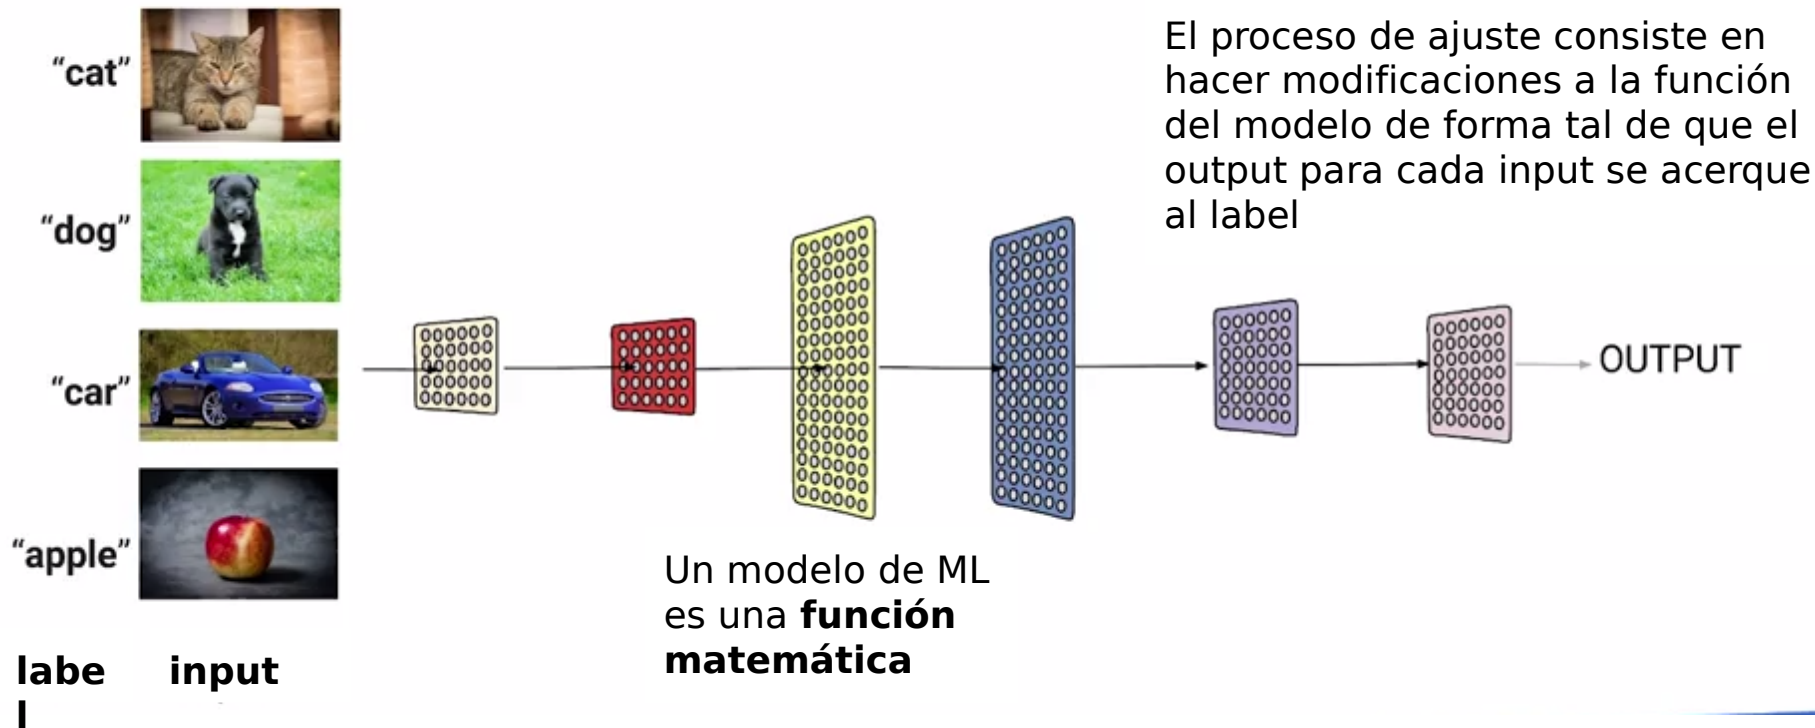 “cat”
“dog”
“car”
“apple”
labe
l
input
Un modelo de ML
es una función
matemática
El proceso de ajuste consiste en
hacer modificaciones a la función
del modelo de forma tal de que el
output para cada input se acerque
al label
OUTPUT